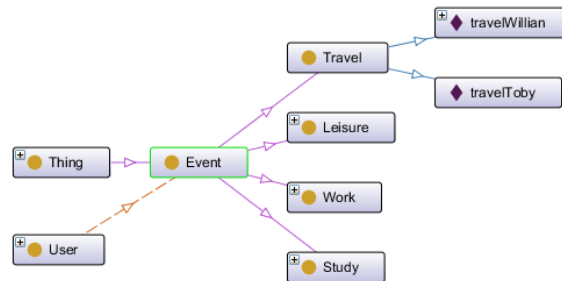 travelWillian
Travel
travelToby
Leisure
Thing
Event
Work
User
Study